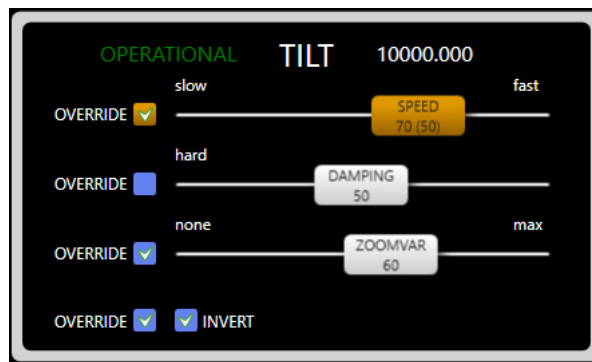 OPERATIONAL TILT 10000.000
slow fast
OVERRIDE SPEED
70 (50)
hard
OVERRIDE DAMPING
50
none max
OVERRIDE ZOOMVAR
60
OVERRIDE INVERT